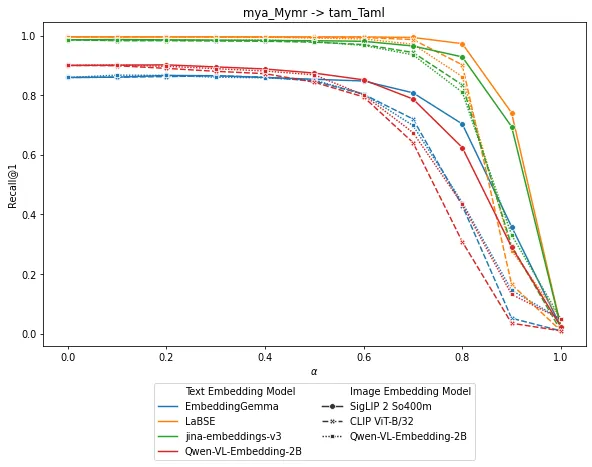 mya_Mymr -> tam_Taml
Recall@1
1.0
0.8
0.6
0.4
0.2
0.0
0.0 0.2 0.4 0.6 0.8 1.0
α
Text Embedding Model
EmbeddingGemma
LaBSE
jina-embeddings-v3
Qwen-VL-Embedding-2B
Image Embedding Model
SigLIP 2 So400m
CLIP ViT-B/32
Qwen-VL-Embedding-2B